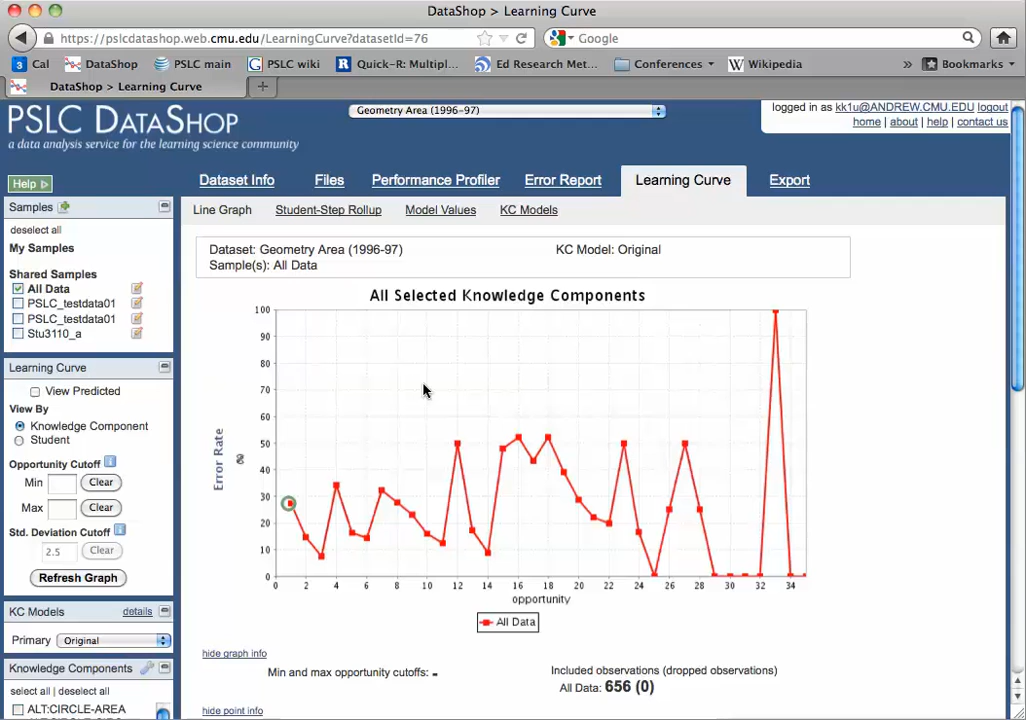 DataShop > Learning Curve
https://pslcdatashop.web.cmu.edu/LearningCurve?datasetId=76
Google
3 Cal DataShop PSLC main PSLC wiki Quick-R: Multipl... Ed Research Met... Conferences Wikipedia » Bookmarks
DataShop > Learning Curve
PSLC DATASHOP
a data analysis service for the learning science community
Geometry Area (1996-97)
logged in as kk1u@ANDREW.CMU.EDU logout
home | about | help | contact us
Help
Dataset Info Files Performance Profiler Error Report Learning Curve Export
Line Graph Student-Step Rollup Model Values KC Models
Samples
deselect all
My Samples
Shared Samples
All Data
PSLC_testdata01
PSLC_testdata01
Stu3110_a
Learning Curve
View Predicted
View By
Knowledge Component
Student
Opportunity Cutoff
Min Clear
Max Clear
Std. Deviation Cutoff
2.5 Clear
Refresh Graph
KC Models details
Primary Original
Knowledge Components
select all | deselect all
ALT:CIRCLE-AREA
Dataset: Geometry Area (1996-97) KC Model: Original
Sample(s): All Data
All Selected Knowledge Components
Error Rate %
100
90
80
70
60
50
40
30
20
10
0
0 2 4 6 8 10 12 14 16 18 20 22 24 26 28 30 32 34
opportunity
All Data
hide graph info
Min and max opportunity cutoffs: -
Included observations (dropped observations)
All Data: 656 (0)
hide point info